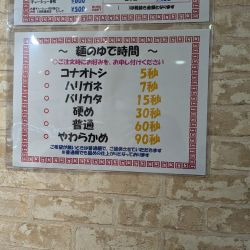 ¥500
～ 麺のゆで時間 ～
◇ご注文時にお好みを、お申し付けください
○ コナオトシ 5秒
○ ハリガネ 7秒
○ バリカタ 15秒
○ 硬め 30秒
○ 普通 60秒
○ やわらかめ 90秒